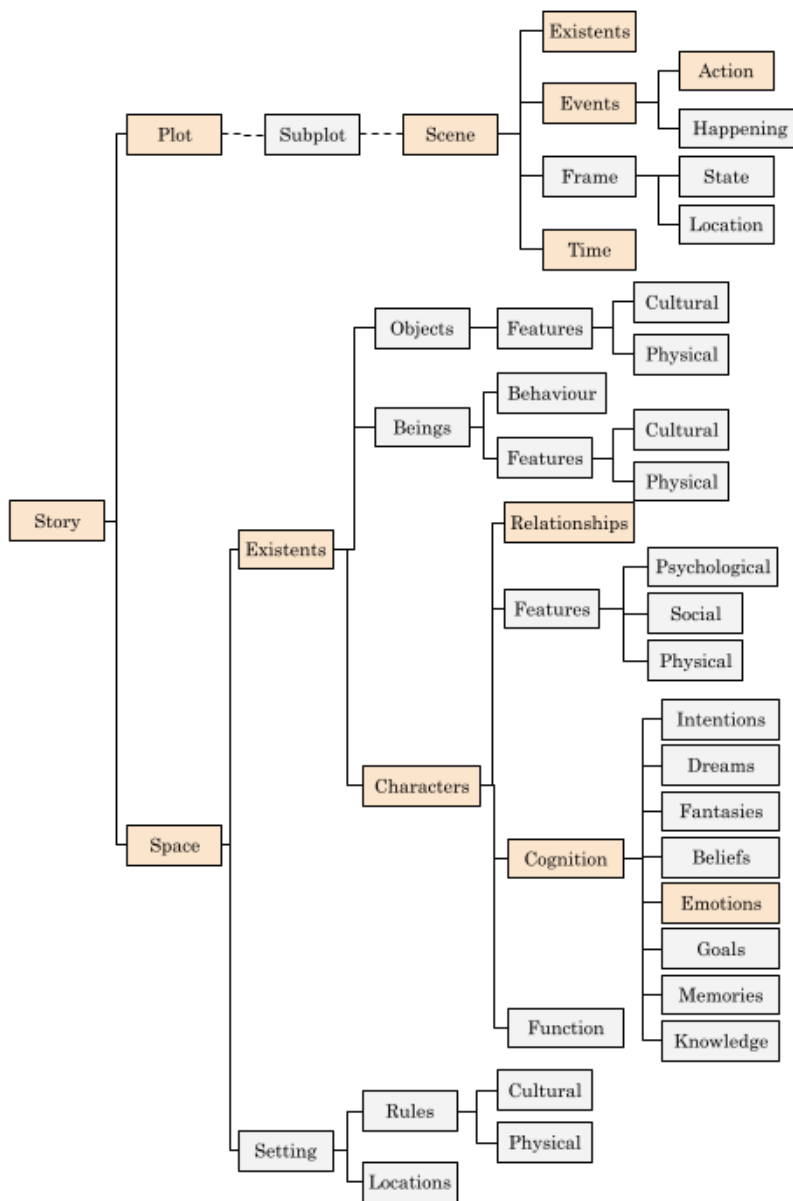 Existents
Action
Events
Happening
Plot
Subplot
Scene
Frame
State
Location
Time
Cultural
Objects
Features
Physical
Behaviour
Beings
Cultural
Features
Physical
Story
Relationships
Existents
Psychological
Features
Social
Physical
Intentions
Dreams
Characters
Fantasies
Space
Cognition
Beliefs
Emotions
Goals
Memories
Function
Knowledge
Cultural
Rules
Setting
Physical
Locations